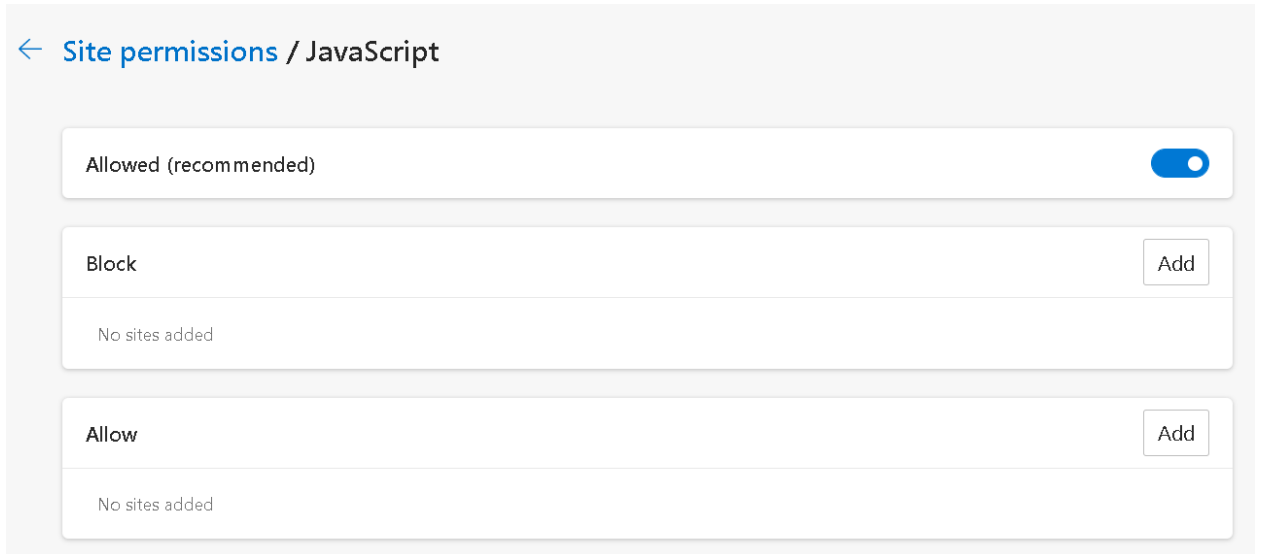 Site permissions / JavaScript
Allowed (recommended)
Block
Add
No sites added
Allow
Add
No sites added